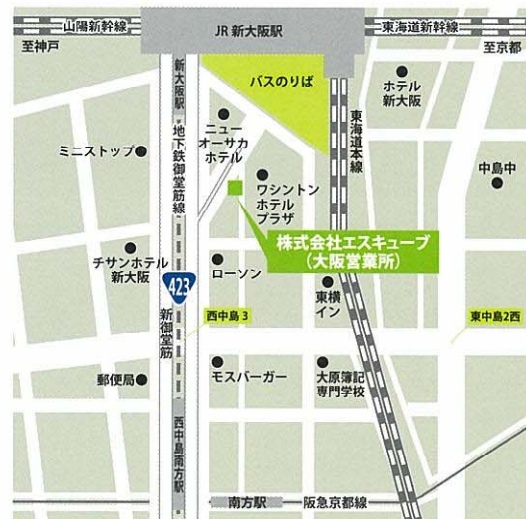 山陽新幹線
JR 新大阪駅
東海道新幹線
至神戸
至京都
新大阪駅
バスのりば
ホテル
新大阪
ニュー
オーサカ
ホテル
地下鉄御堂筋線
東海道本線
ミニストップ
中島中
ワシントン
ホテル
プラザ
株式会社エスキューブ
(大阪営業所)
チサンホテル
新大阪
ローソン
東横
イン
423
新御堂筋
西中島3
東中島2西
郵便局
モスバーガー
大原簿記
専門学校
西中島南方駅
南方駅
阪急京都線